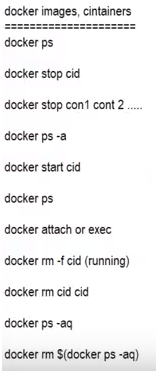 docker images, cintainers
=====================
docker ps
docker stop cid
docker stop con1 cont 2 .....
docker ps -a
docker start cid
docker ps
docker attach or exec
docker rm -f cid (running)
docker rm cid cid
docker ps -aq
docker rm $(docker ps -aq)